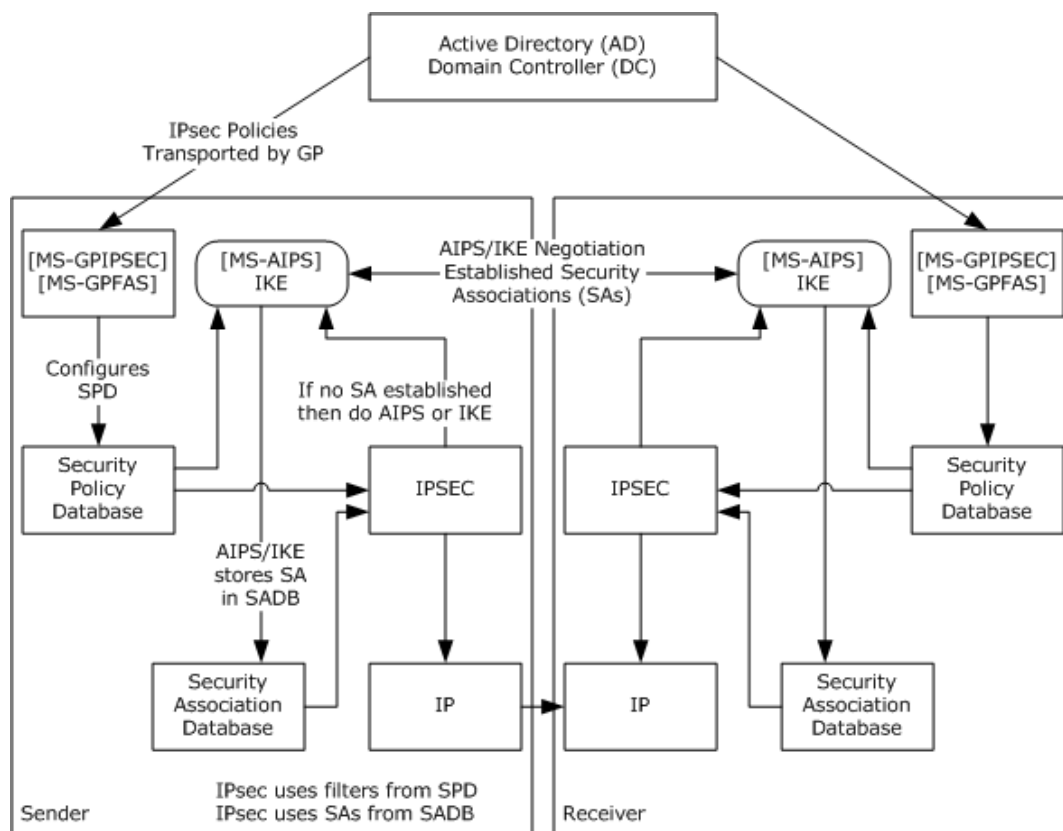 Active Directory (AD)
Domain Controller (DC)
IPsec Policies
Transported by GP
[MS-GPIPSEC]
[MS-GPFAS]
[MS-AIPS]
IKE
AIPS/IKE Negotiation
Established Security
Associations (SAs)
[MS-AIPS]
IKE
[MS-GPIPSEC]
[MS-GPFAS]
Configures
SPD
If no SA established
then do AIPS or IKE
Security
Policy
Database
IPSEC
IPSEC
Security
Policy
Database
AIPS/IKE
stores SA
in SADB
Security
Association
Database
IP
IP
Security
Association
Database
IPsec uses filters from SPD
IPsec uses SAs from SADB
Sender
Receiver